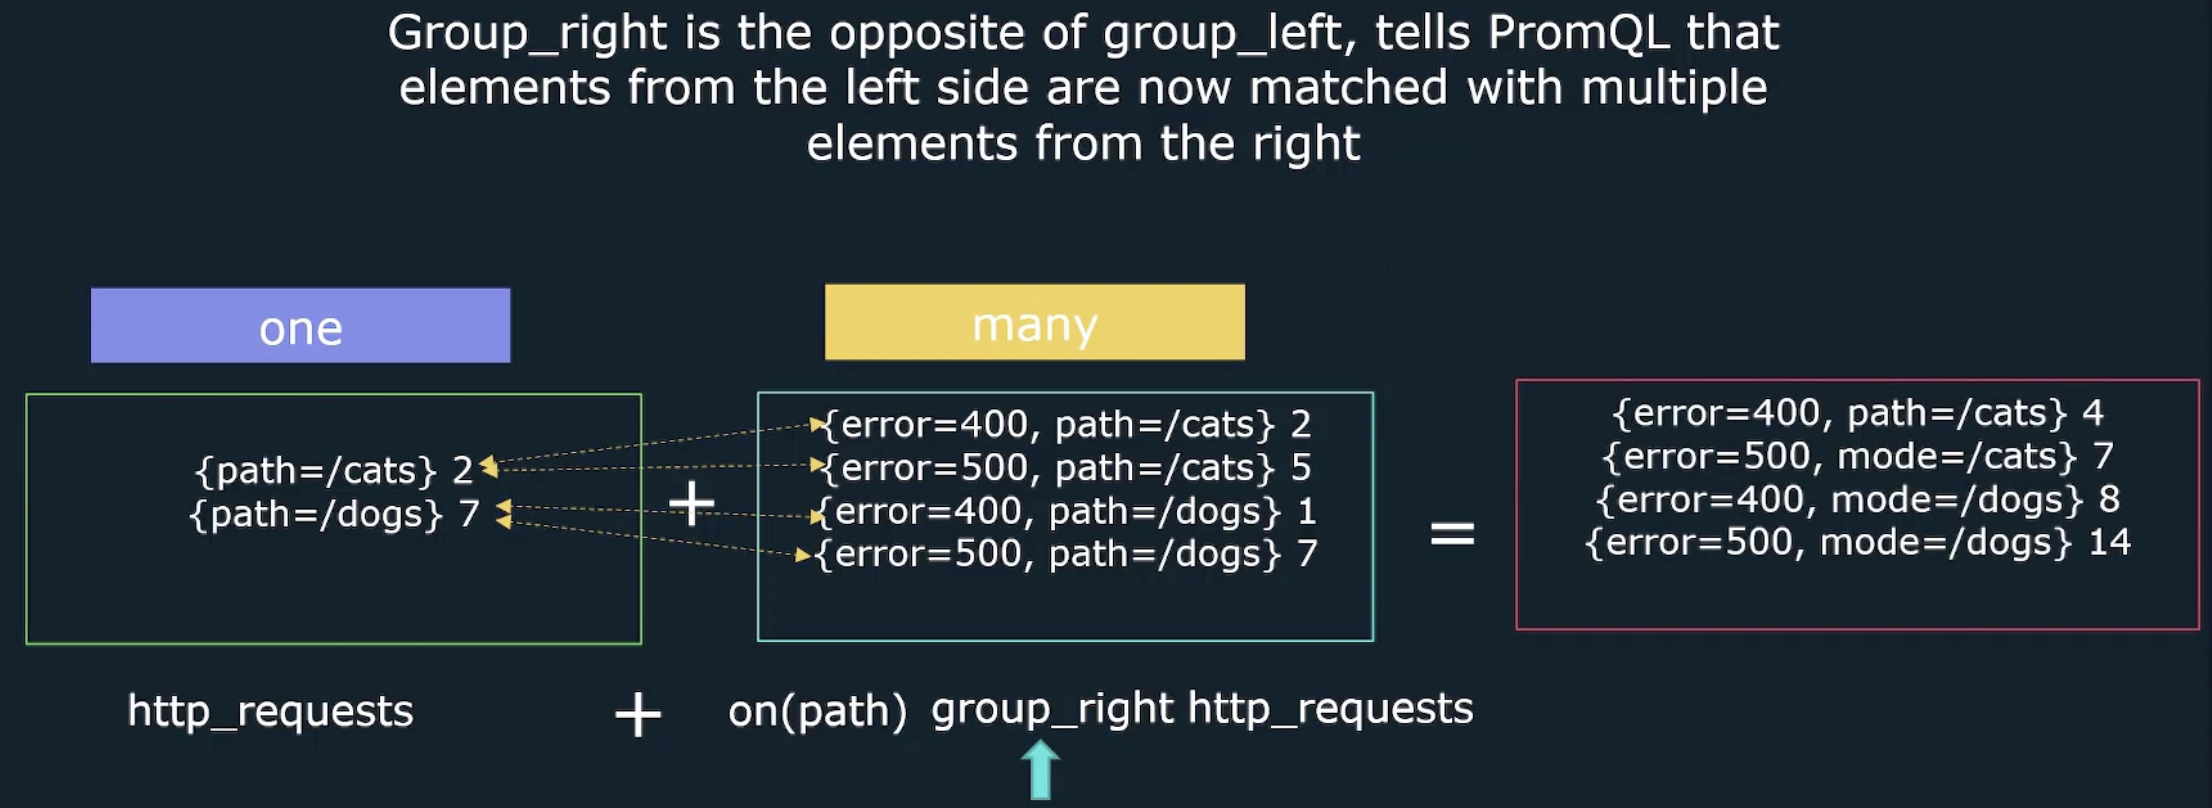 Group_right is the opposite of group_left, tells PromQL that
elements from the left side are now matched with multiple
elements from the right
one
many
{path=/cats} 2
{path=/dogs} 7
+
{error=400, path=/cats} 2
{error=500, path=/cats} 5
{error=400, path=/dogs} 1
{error=500, path=/dogs} 7
=
{error=400, path=/cats} 4
{error=500, mode=/cats} 7
{error=400, mode=/dogs} 8
{error=500, mode=/dogs} 14
http_requests + on(path) group_right http_requests